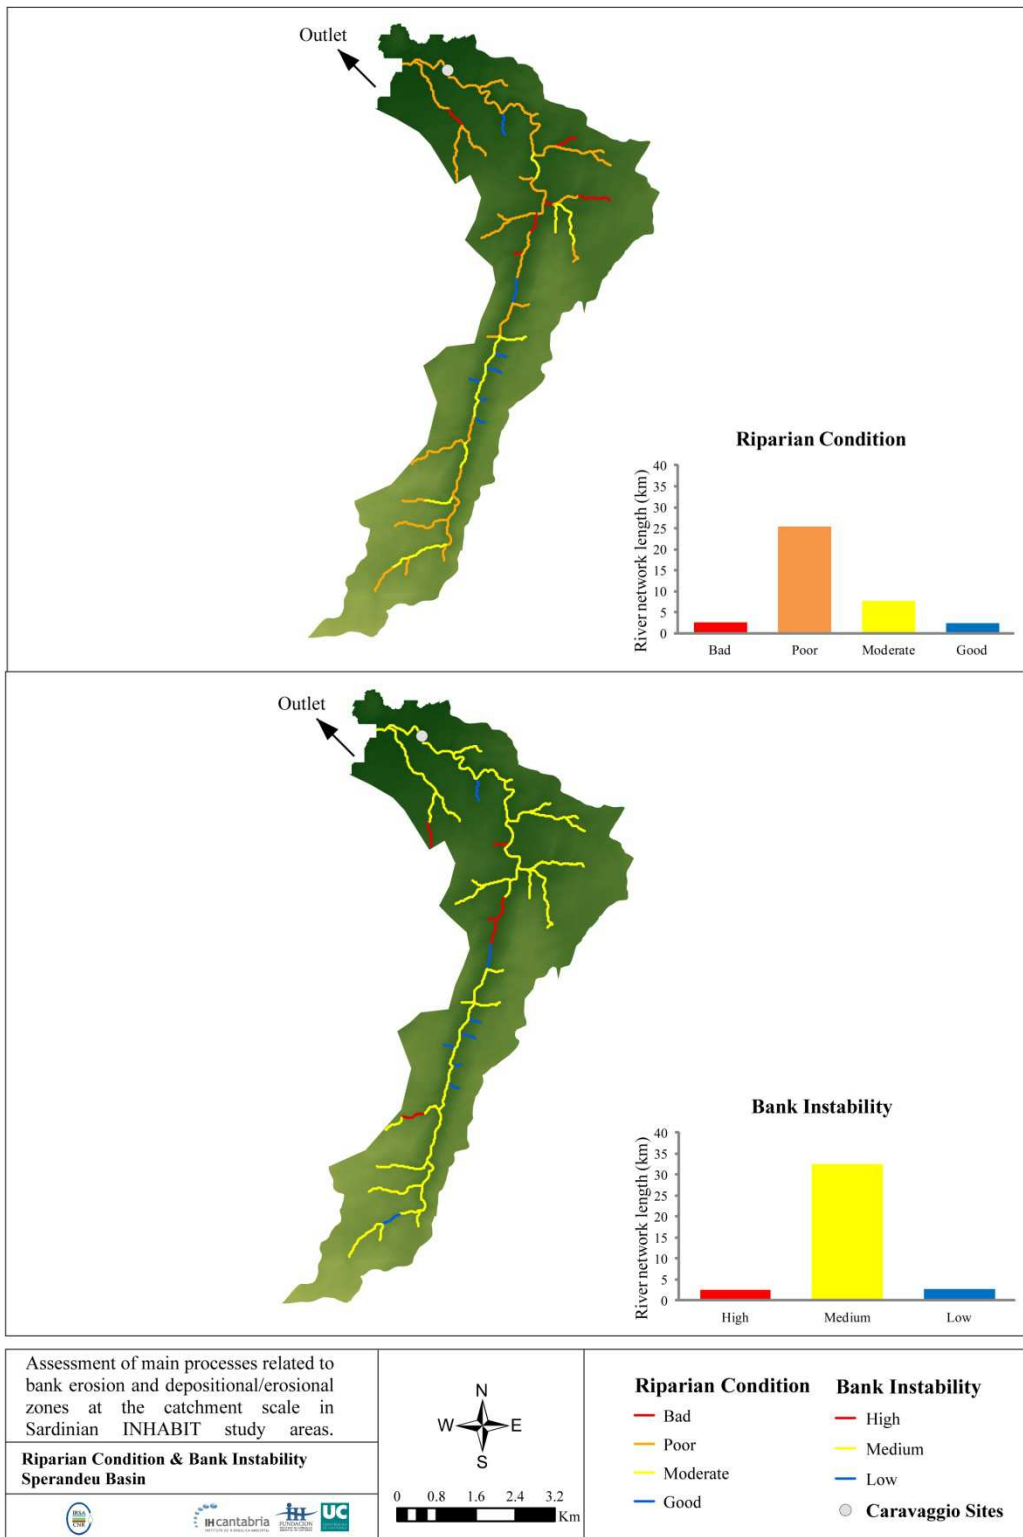 Outlet
Riparian Condition
River network length (km)
40
35
30
25
20
15
10
5
0
Bad
Poor
Moderate
Good
Outlet
Bank Instability
River network length (km)
40
35
30
25
20
15
10
5
0
High
Medium
Low
Assessment of main processes related to
bank erosion and depositional/erosional
zones at the catchment scale in
Sardinian INHABIT study areas.
Riparian Condition & Bank Instability
Sperandeu Basin
IRSA
CNR
IHcantabria
IH
FUNDACION
UC
N
W E
S
0 0.8 1.6 2.4 3.2
Km
Riparian Condition
Bad
Poor
Moderate
Good
Bank Instability
High
Medium
Low
Caravaggio Sites